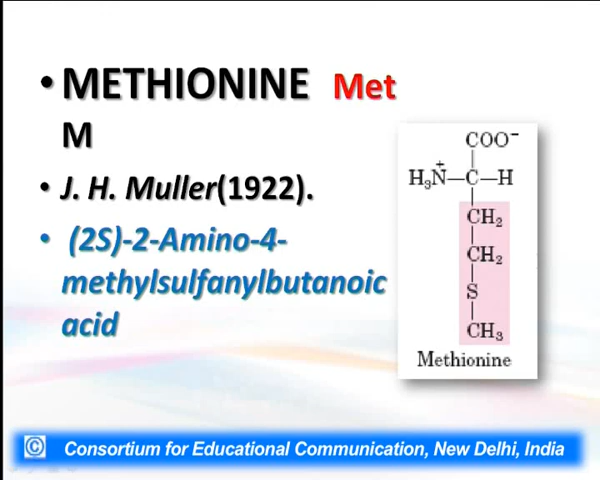 • METHIONINE Met
M
• J. H. Muller(1922).
• (2S)-2-Amino-4-
methylsulfanylbutanoic
acid
COO⁻
H₃N⁺—C—H
CH₂
CH₂
S
CH₃
Methionine
© Consortium for Educational Communication, New Delhi, India